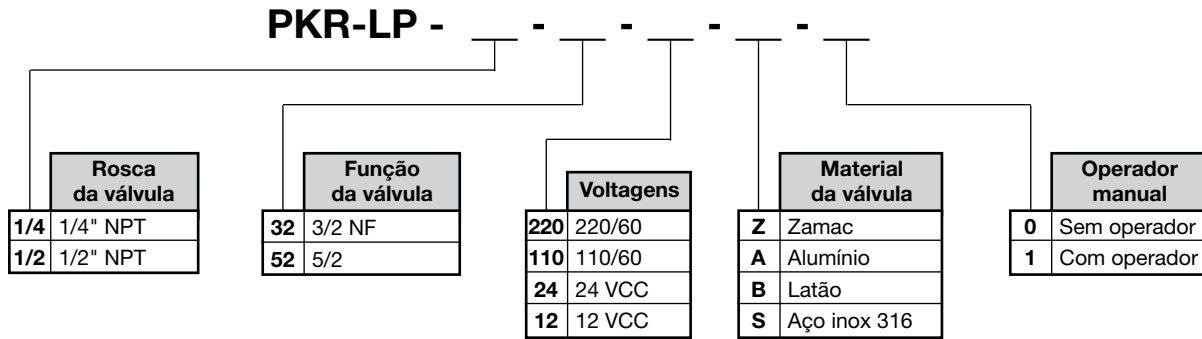 PKR-LP - __ - __ - __ - __ - __
Rosca
da válvula
1/4 1/4" NPT
1/2 1/2" NPT
Função
da válvula
32 3/2 NF
52 5/2
Voltagens
220 220/60
110 110/60
24 24 VCC
12 12 VCC
Material
da válvula
Z Zamac
A Alumínio
B Latão
S Aço inox 316
Operador
manual
0 Sem operador
1 Com operador